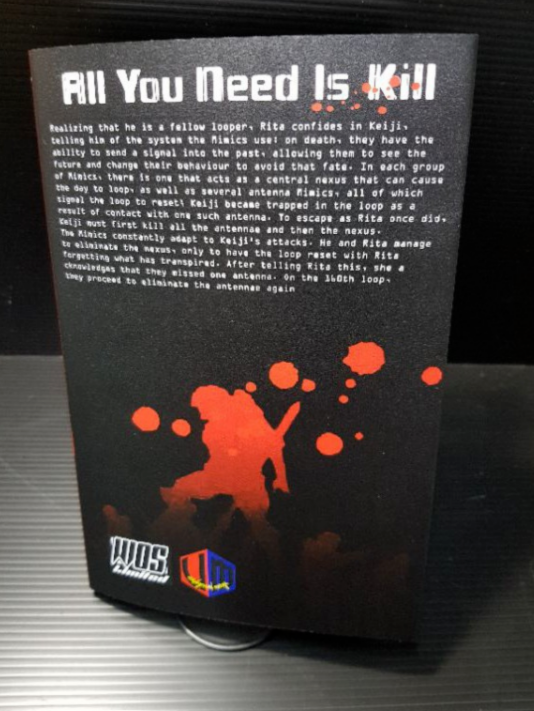 All You Need Is Kill
Realizing that he is a fellow looper, Rita confides in Keiji,
telling him of the system the Mimics use: on death, they have the
ability to send a signal into the past, allowing them to see the
future and change their behaviour to avoid that fate. In each group
of Mimics, there is one that acts as a central nexus that can cause
the day to loop, as well as several antenna Mimics, all of which
signal the loop to reset! Keiji became trapped in the loop as a
result of contact with one such antenna. To escape as Rita once did,
Keiji must first kill all the antennae and then the nexus.
The Mimics constantly adapt to Keiji's attacks. He and Rita manage
to eliminate the nexus, only to have the loop reset with Rita
forgetting what has transpired. After telling Rita this, she a
cknowledges that they missed one antenna. On the 160th loop,
they proceed to eliminate the antennae again
WOS
Limited